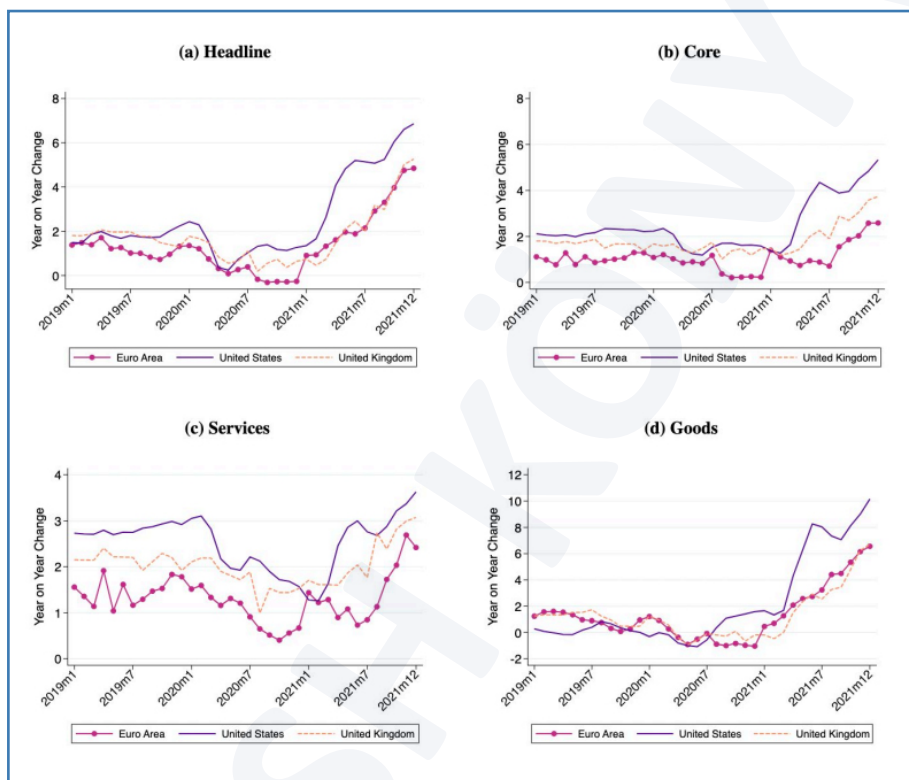 (a) Headline
Year on Year Change
8
6
4
2
0
2019m1
2019m7
2020m1
2020m7
2021m1
2021m7
2021m12
Euro Area United States United Kingdom
(b) Core
Year on Year Change
8
6
4
2
0
2019m1
2019m7
2020m1
2020m7
2021m1
2021m7
2021m12
Euro Area United States United Kingdom
(c) Services
Year on Year Change
4
3
2
1
0
2019m1
2019m7
2020m1
2020m7
2021m1
2021m7
2021m12
Euro Area United States United Kingdom
(d) Goods
Year on Year Change
12
10
8
6
4
2
0
-2
2019m1
2019m7
2020m1
2020m7
2021m1
2021m7
2021m12
Euro Area United States United Kingdom